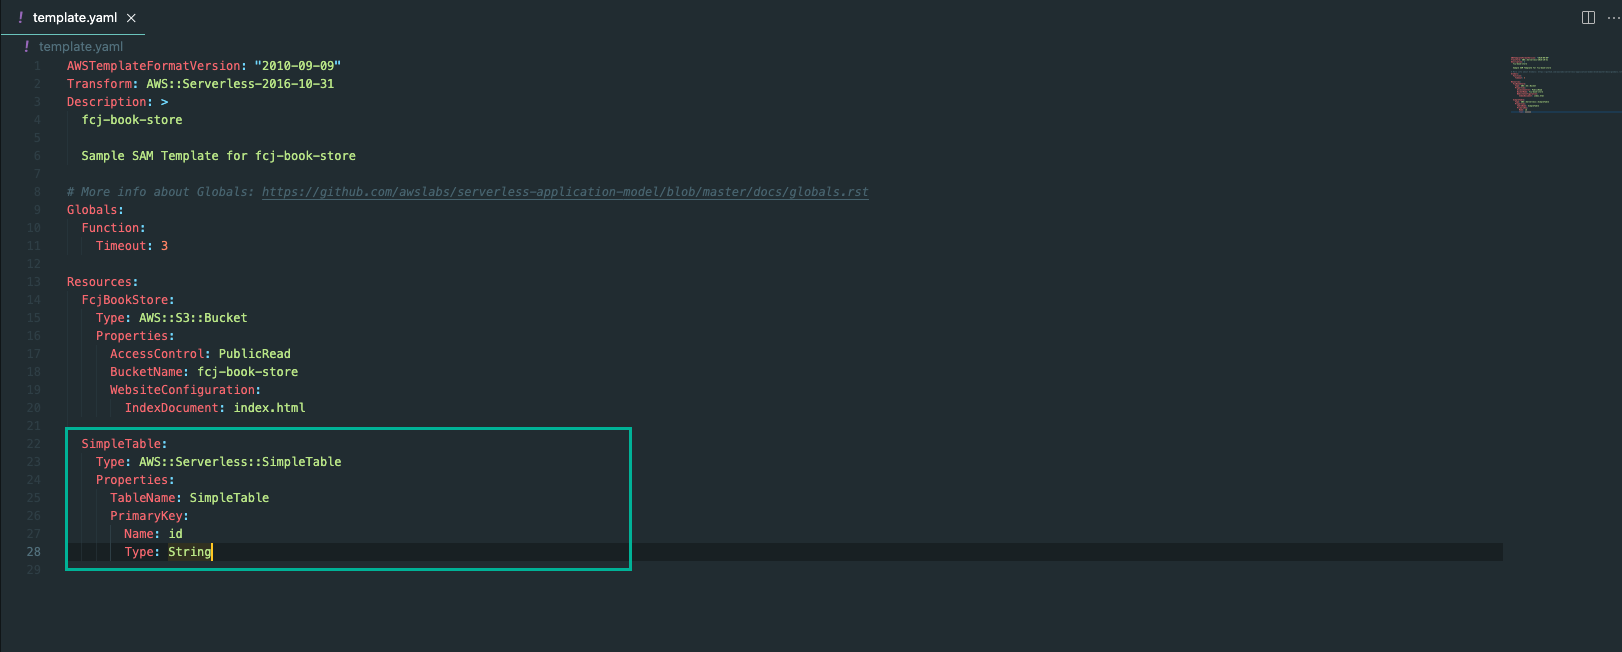 ! template.yaml ×
! template.yaml
1 AWSTemplateFormatVersion: "2010-09-09"
2 Transform: AWS::Serverless-2016-10-31
3 Description: >
4 fcj-book-store
5
6 Sample SAM Template for fcj-book-store
7
8 # More info about Globals: https://github.com/awslabs/serverless-application-model/blob/master/docs/globals.rst
9 Globals:
10 Function:
11 Timeout: 3
12
13 Resources:
14 FcjBookStore:
15 Type: AWS::S3::Bucket
16 Properties:
17 AccessControl: PublicRead
18 BucketName: fcj-book-store
19 WebsiteConfiguration:
20 IndexDocument: index.html
21
22 SimpleTable:
23 Type: AWS::Serverless::SimpleTable
24 Properties:
25 TableName: SimpleTable
26 PrimaryKey:
27 Name: id
28 Type: String
29